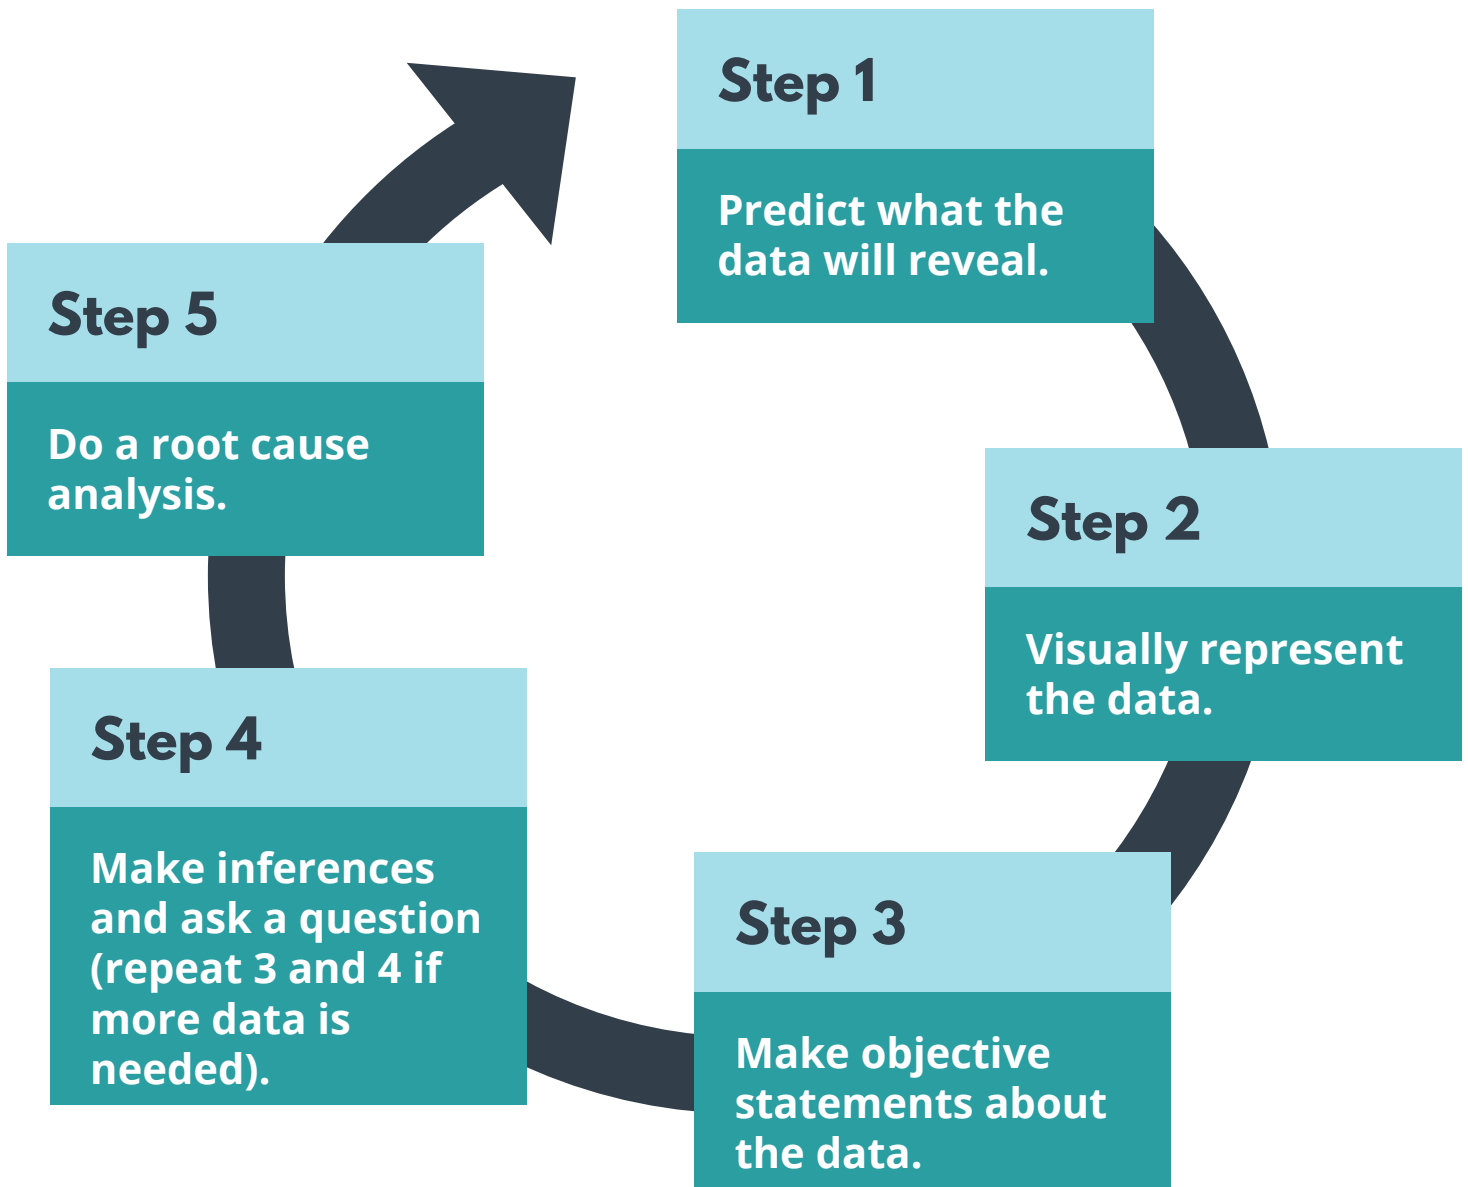 Step 1
Predict what the
data will reveal.
Step 2
Visually represent
the data.
Step 3
Make objective
statements about
the data.
Step 4
Make inferences
and ask a question
(repeat 3 and 4 if
more data is
needed).
Step 5
Do a root cause
analysis.